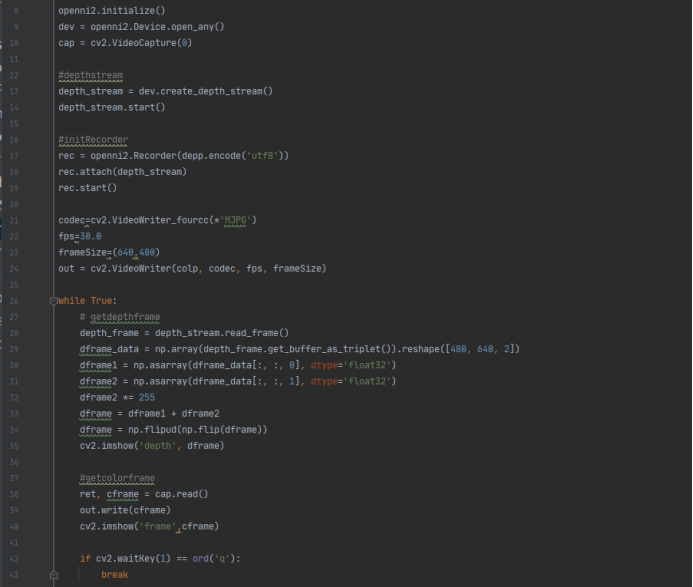 8 openni2.initialize()
9 dev = openni2.Device.open_any()
10 cap = cv2.VideoCapture(0)
11
12 #depthstream
13 depth_stream = dev.create_depth_stream()
14 depth_stream.start()
15
16 #initRecorder
17 rec = openni2.Recorder(depp.encode('utf8'))
18 rec.attach(depth_stream)
19 rec.start()
20
21 codec=cv2.VideoWriter_fourcc(*'MJPG')
22 fps=30.0
23 frameSize=(640,480)
24 out = cv2.VideoWriter(colp, codec, fps, frameSize)
25
26 while True:
27     # getdepthframe
28     depth_frame = depth_stream.read_frame()
29     dframe_data = np.array(depth_frame.get_buffer_as_triplet()).reshape([480, 640, 2])
30     dframe1 = np.asarray(dframe_data[:, :, 0], dtype='float32')
31     dframe2 = np.asarray(dframe_data[:, :, 1], dtype='float32')
32     dframe2 *= 255
33     dframe = dframe1 + dframe2
34     dframe = np.flipud(np.flip(dframe))
35     cv2.imshow('depth', dframe)
36
37     #getcolorframe
38     ret, cframe = cap.read()
39     out.write(cframe)
40     cv2.imshow('frame',cframe)
41
42     if cv2.waitKey(1) == ord('q'):
43         break